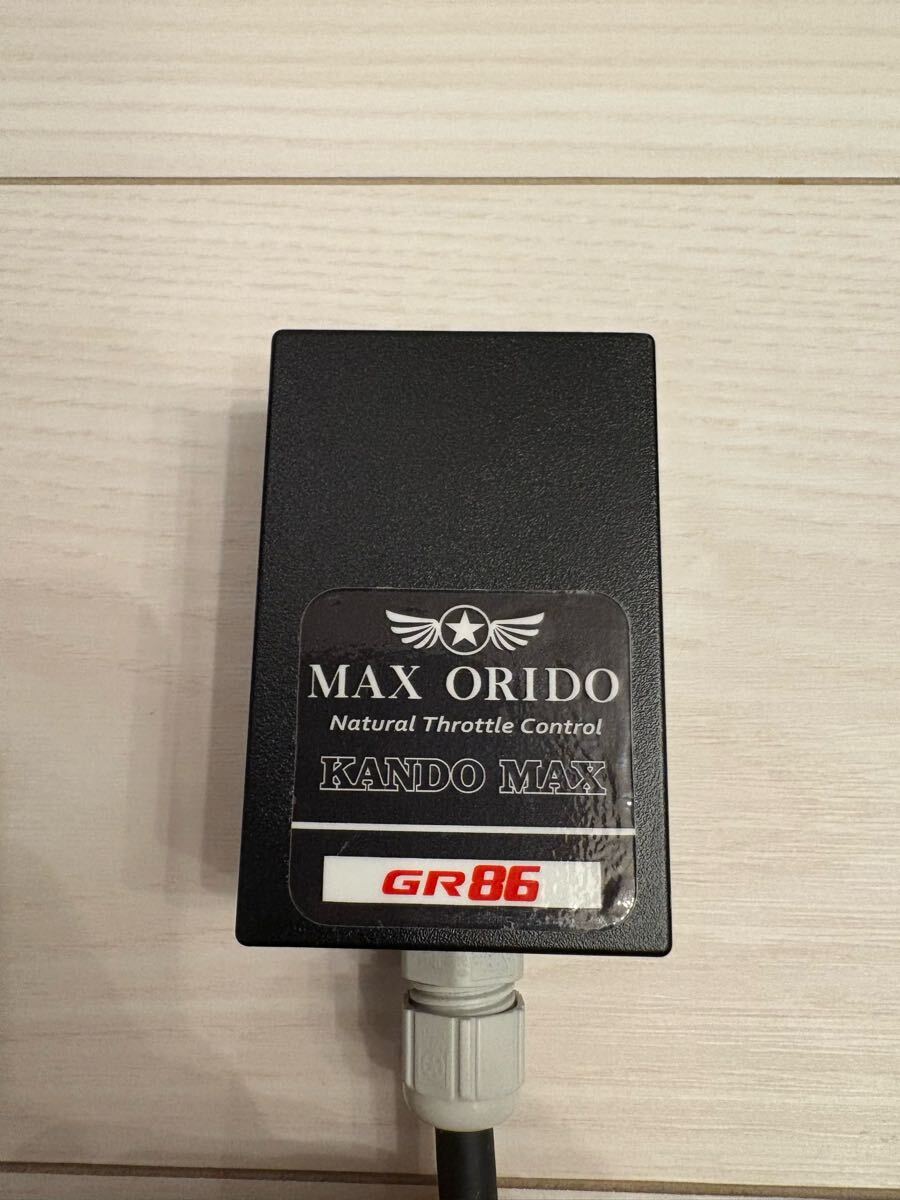 MAX ORIDO
Natural Throttle Control
KANDO MAX
GR86